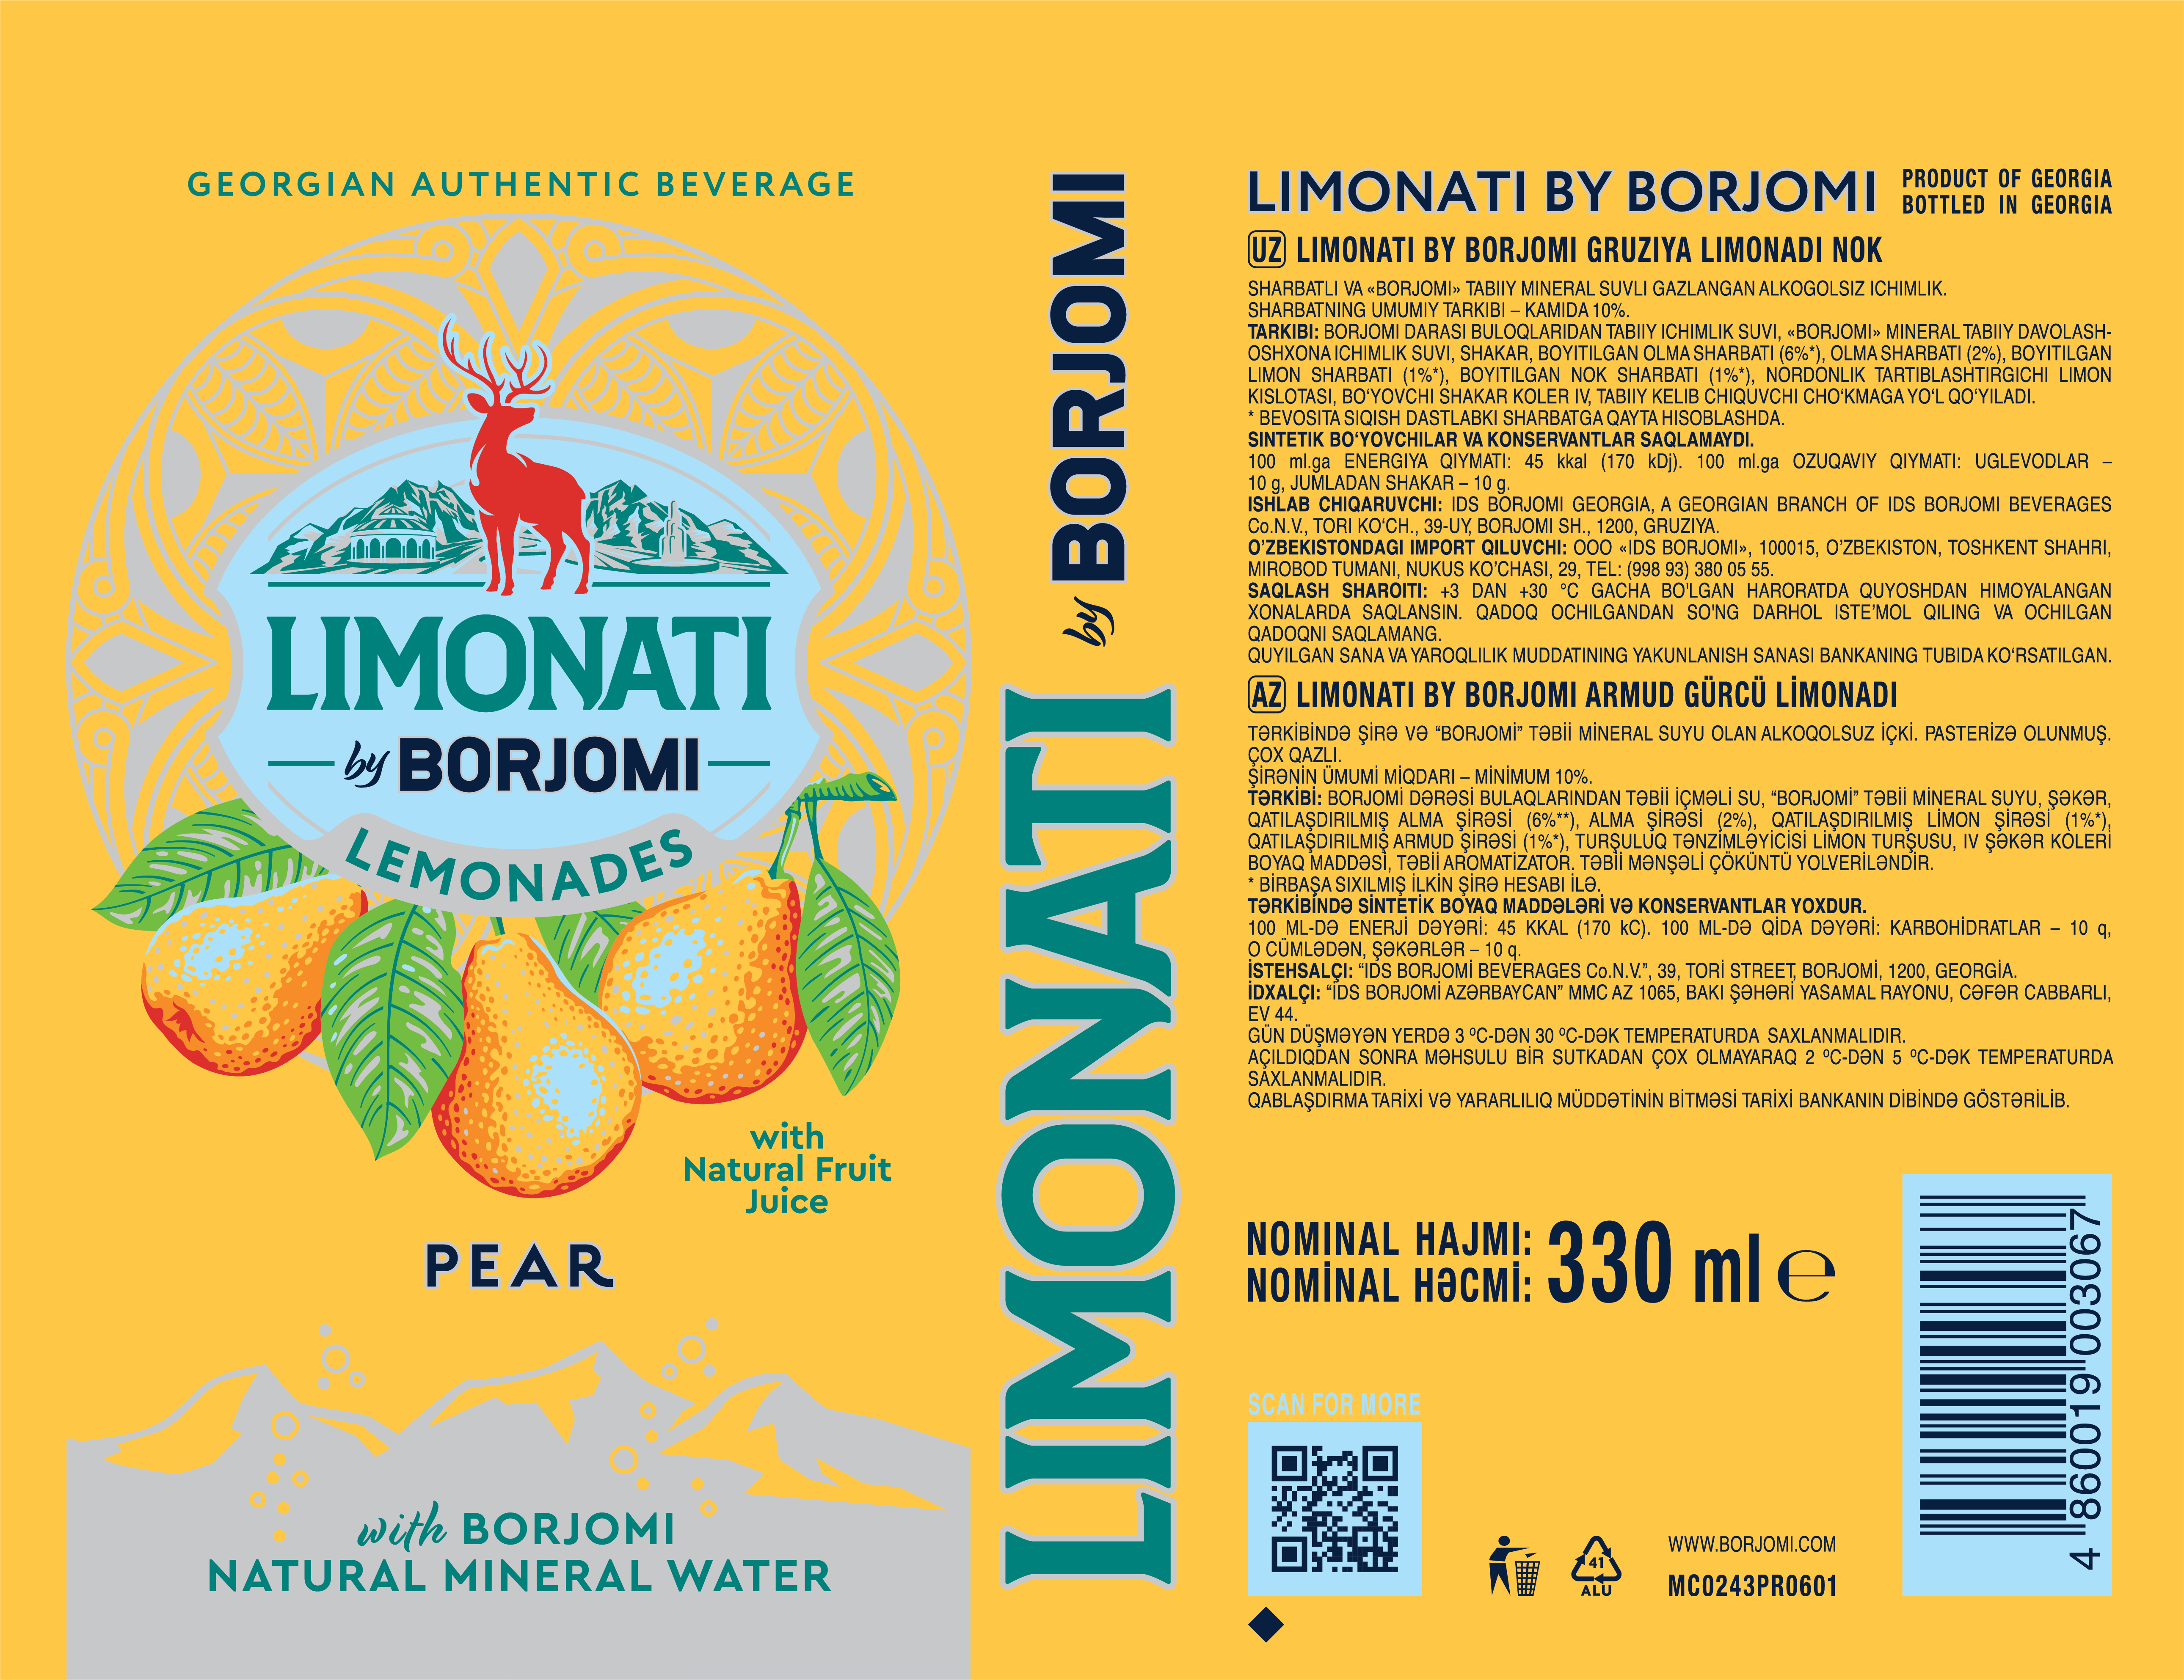 GEORGIAN AUTHENTIC BEVERAGE
LIMONATI
by BORJOMI
LEMONADES
with
Natural Fruit
Juice
PEAR
with BORJOMI
NATURAL MINERAL WATER
LIMONATI by BORJOMI
LIMONATI BY BORJOMI
PRODUCT OF GEORGIA
BOTTLED IN GEORGIA
UZ LIMONATI BY BORJOMI GRUZIYA LIMONADI NOK
SHARBATLI VA «BORJOMI» TABIIY MINERAL SUVLI GAZLANGAN ALKOGOLSIZ ICHIMLIK.
SHARBATNING UMUMIY TARKIBI – KAMIDA 10%.
TARKIBI: BORJOMI DARASI BULOQLARIDAN TABIIY ICHIMLIK SUVI, «BORJOMI» MINERAL TABIIY DAVOLASH-
OSHXONA ICHIMLIK SUVI, SHAKAR, BOYITILGAN OLMA SHARBATI (6%*), OLMA SHARBATI (2%), BOYITILGAN
LIMON SHARBATI (1%*), BOYITILGAN NOK SHARBATI (1%*), NORDONLIK TARTIBLASHTIRGICHI LIMON
KISLOTASI, BO‘YOVCHI SHAKAR KOLER IV, TABIIY KELIB CHIQUVCHI CHO‘KMAGA YO‘L QO‘YILADI.
* BEVOSITA SIQISH DASTLABKI SHARBATGA QAYTA HISOBLASHDA.
SINTETIK BO‘YOVCHILAR VA KONSERVANTLAR SAQLAMAYDI.
100 ml.ga ENERGIYA QIYMATI: 45 kkal (170 kDj). 100 ml.ga OZUQAVIY QIYMATI: UGLEVODLAR –
10 g, JUMLADAN SHAKAR – 10 g.
ISHLAB CHIQARUVCHI: IDS BORJOMI GEORGIA, A GEORGIAN BRANCH OF IDS BORJOMI BEVERAGES
Co.N.V., TORI KO‘CH., 39-UY, BORJOMI SH., 1200, GRUZIYA.
O’ZBEKISTONDAGI IMPORT QILUVCHI: OOO «IDS BORJOMI», 100015, O’ZBEKISTON, TOSHKENT SHAHRI,
MIROBOD TUMANI, NUKUS KO’CHASI, 29, TEL: (998 93) 380 05 55.
SAQLASH SHAROITI: +3 DAN +30 °C GACHA BO'LGAN HARORATDA QUYOSHDAN HIMOYALANGAN
XONALARDA SAQLANSIN. QADOQ OCHILGANDAN SO'NG DARHOL ISTE’MOL QILING VA OCHILGAN
QADOQNI SAQLAMANG.
QUYILGAN SANA VA YAROQLILIK MUDDATINING YAKUNLANISH SANASI BANKANING TUBIDA KO‘RSATILGAN.
AZ LIMONATI BY BORJOMI ARMUD GÜRCÜ LİMONADI
TƏRKİBİNDƏ ŞİRƏ VƏ “BORJOMİ” TƏBİİ MİNERAL SUYU OLAN ALKOQOLSUZ İÇKİ. PASTERİZƏ OLUNMUŞ.
ÇOX QAZLI.
ŞİRƏNİN ÜMUMİ MİQDARI – MİNİMUM 10%.
TƏRKİBİ: BORJOMİ DƏRƏSİ BULAQLARINDAN TƏBİİ İÇMƏLİ SU, “BORJOMİ” TƏBİİ MİNERAL SUYU, ŞƏKƏR,
QATILAŞDIRILMIŞ ALMA ŞİRƏSİ (6%**), ALMA ŞİRƏSİ (2%), QATILAŞDIRILMIŞ LİMON ŞİRƏSİ (1%*),
QATILAŞDIRILMIŞ ARMUD ŞİRƏSİ (1%*), TURŞULUQ TƏNZİMLƏYİCİSİ LİMON TURŞUSU, IV ŞƏKƏR KOLERİ
BOYAQ MADDƏSİ, TƏBİİ AROMATİZATOR. TƏBİİ MƏNŞƏLİ ÇÖKÜNTÜ YOLVERİLƏNDİR.
* BİRBAŞA SIXILMIŞ İLKİN ŞİRƏ HESABI İLƏ.
TƏRKİBİNDƏ SİNTETİK BOYAQ MADDƏLƏRİ VƏ KONSERVANTLAR YOXDUR.
100 ML-DƏ ENERJİ DƏYƏRİ: 45 KKAL (170 kC). 100 ML-DƏ QİDA DƏYƏRİ: KARBOHİDRATLAR – 10 q,
O CÜMLƏDƏN, ŞƏKƏRLƏR – 10 q.
İSTEHSALÇI: “IDS BORJOMİ BEVERAGES Co.N.V.”, 39, TORİ STREET, BORJOMİ, 1200, GEORGİA.
İDXALÇI: “İDS BORJOMİ AZƏRBAYCAN” MMC AZ 1065, BAKI ŞƏHƏRİ YASAMAL RAYONU, CƏFƏR CABBARLI,
EV 44.
GÜN DÜŞMƏYƏN YERDƏ 3 ºC-DƏN 30 ºC-DƏK TEMPERATURDA SAXLANMALIDIR.
AÇILDIQDAN SONRA MƏHSULU BİR SUTKADAN ÇOX OLMAYARAQ 2 ºC-DƏN 5 ºC-DƏK TEMPERATURDA
SAXLANMALIDIR.
QABLAŞDIRMA TARİXİ VƏ YARARLILIQ MÜDDƏTİNİN BİTMƏSİ TARİXİ BANKANIN DİBİNDƏ GÖSTƏRİLİB.
NOMINAL HAJMI:
NOMİNAL HƏCMİ:
330 ml ℮
SCAN FOR MORE
41
ALU
WWW.BORJOMI.COM
MC0243PR0601
4 860019 003067